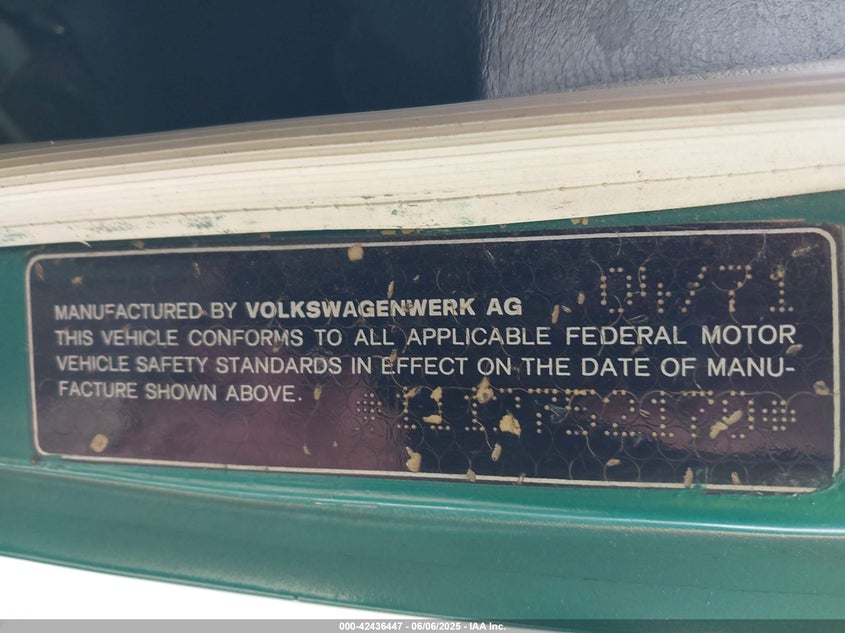 04/71
MANUFACTURED BY VOLKSWAGENWERK AG
THIS VEHICLE CONFORMS TO ALL APPLICABLE FEDERAL MOTOR
VEHICLE SAFETY STANDARDS IN EFFECT ON THE DATE OF MANU-
FACTURE SHOWN ABOVE.
000-42436447 - 06/06/2025 - IAA Inc.